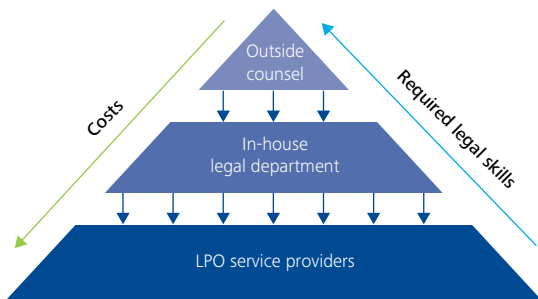 Outside
counsel
Costs
Required legal skills
In-house
legal department
LPO service providers